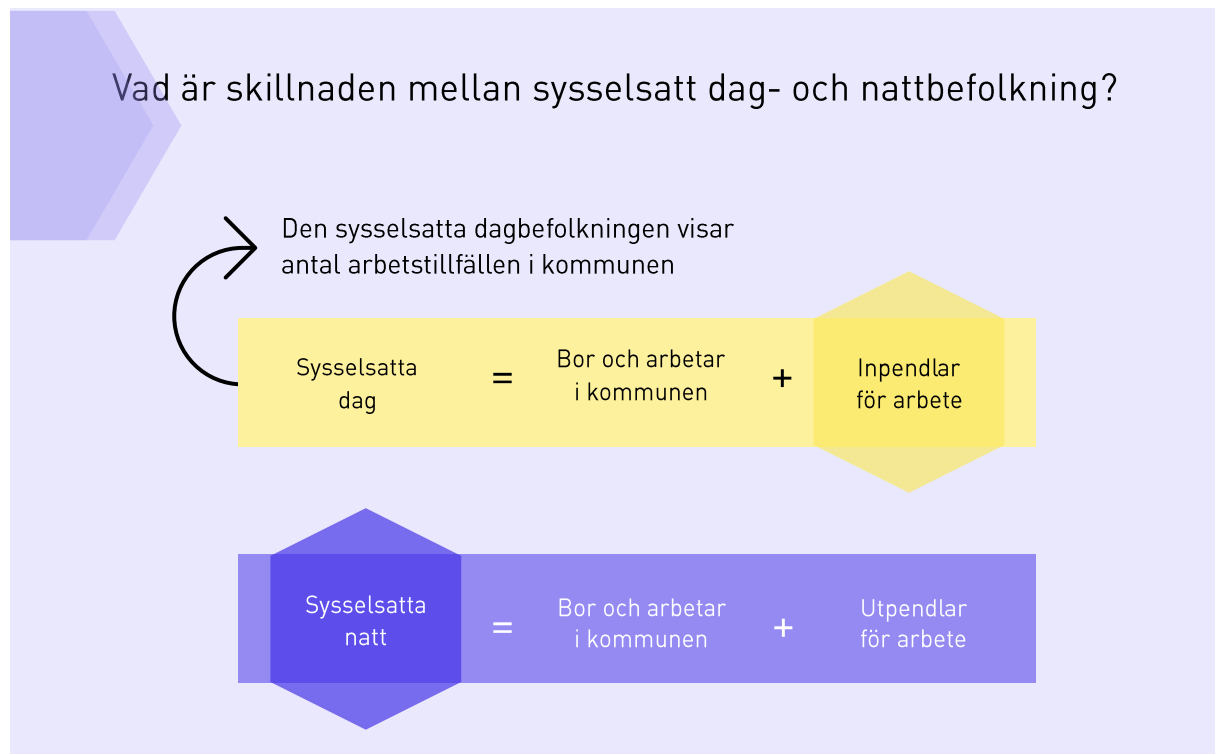 Vad är skillnaden mellan sysselsatt dag- och nattbefolkning?
Den sysselsatta dagbefolkningen visar
antal arbetstillfällen i kommunen
Sysselsatta
dag
=
Bor och arbetar
i kommunen
+
Inpendlar
för arbete
Sysselsatta
natt
=
Bor och arbetar
i kommunen
+
Utpendlar
för arbete